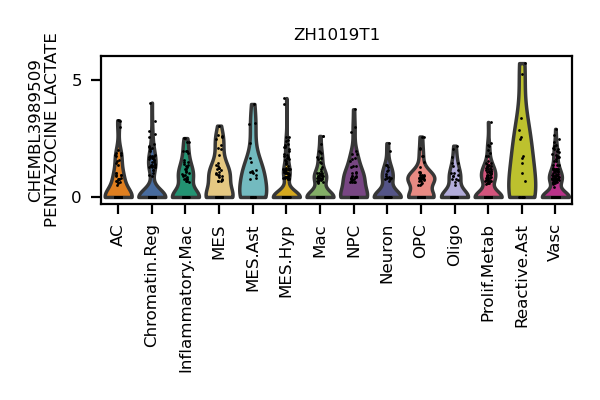 ZH1019T1
CHEMBL3989509
PENTAZOCINE LACTATE
5
0
AC
Chromatin.Reg
Inflammatory.Mac
MES
MES.Ast
MES.Hyp
Mac
NPC
Neuron
OPC
Oligo
Prolif.Metab
Reactive.Ast
Vasc